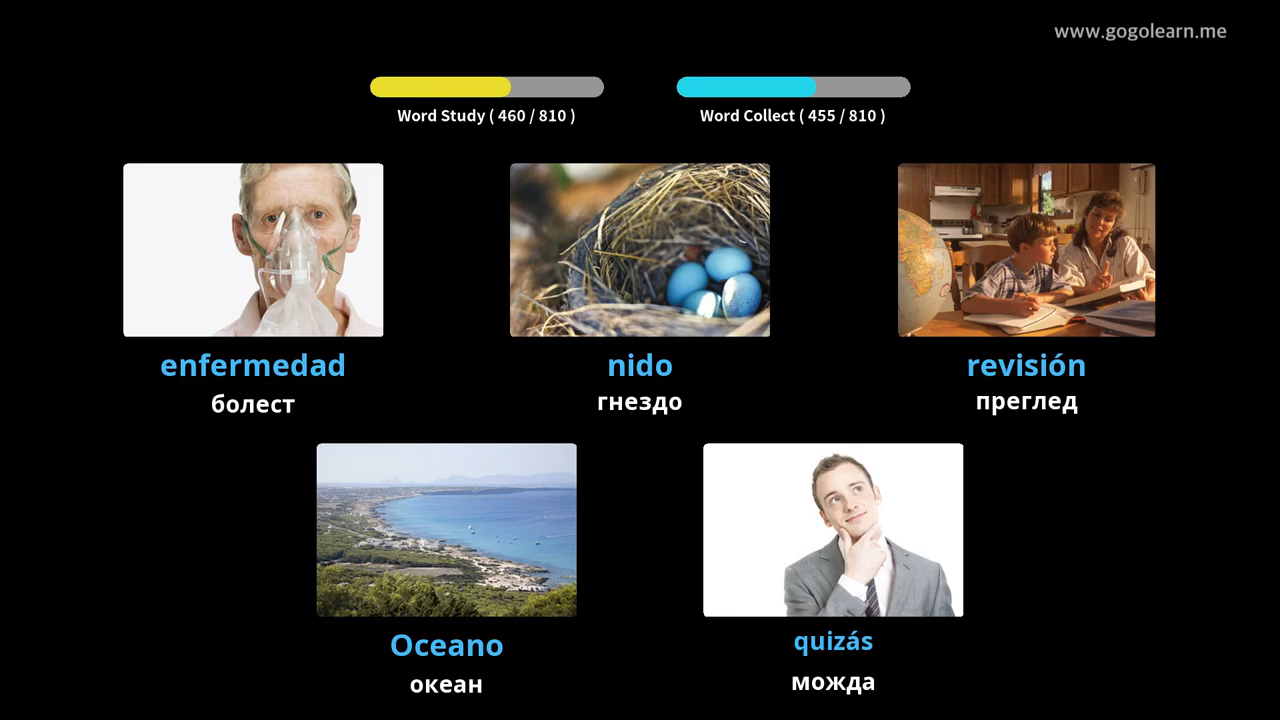 www.gogolearn.me
Word Study ( 460 / 810 )
Word Collect ( 455 / 810 )
enfermedad
болест
nido
гнездо
revisión
преглед
Oceano
океан
quizás
можда